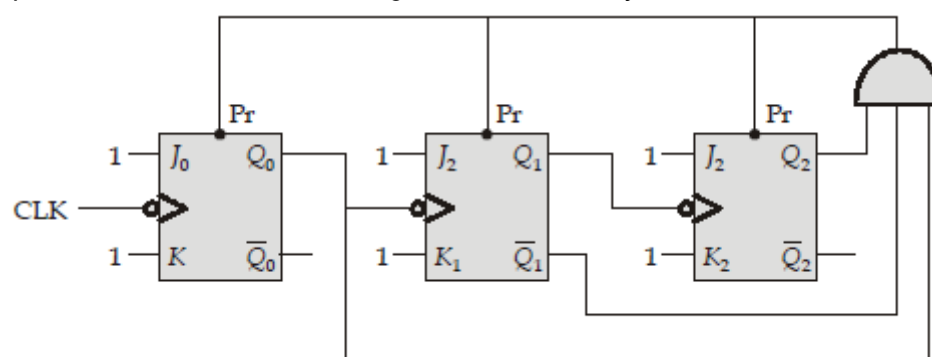 Pr Pr Pr
1 J₀ Q₀ 1 J₂ Q₁ 1 J₂ Q₂
CLK
1 K Q̅₀ 1 K₁ Q̅₁ 1 K₂ Q̅₂